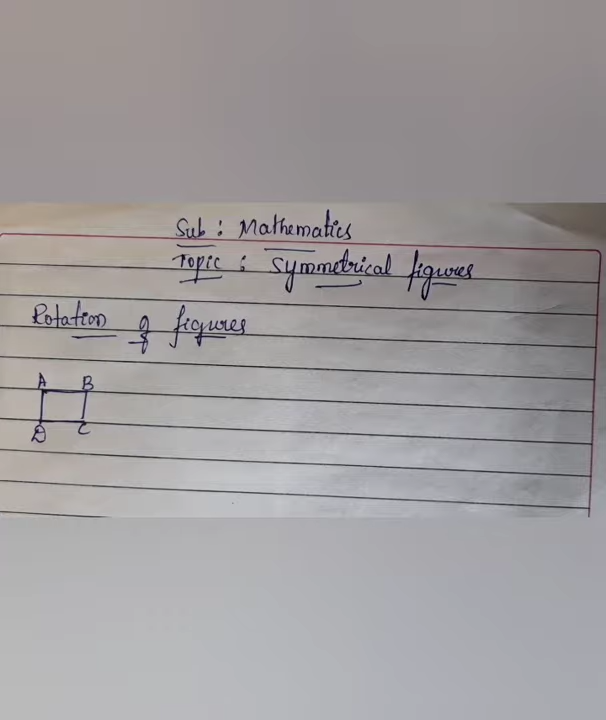 Sub : Mathematics
Topic : Symmetrical figures
Rotation of figures
A B
D C